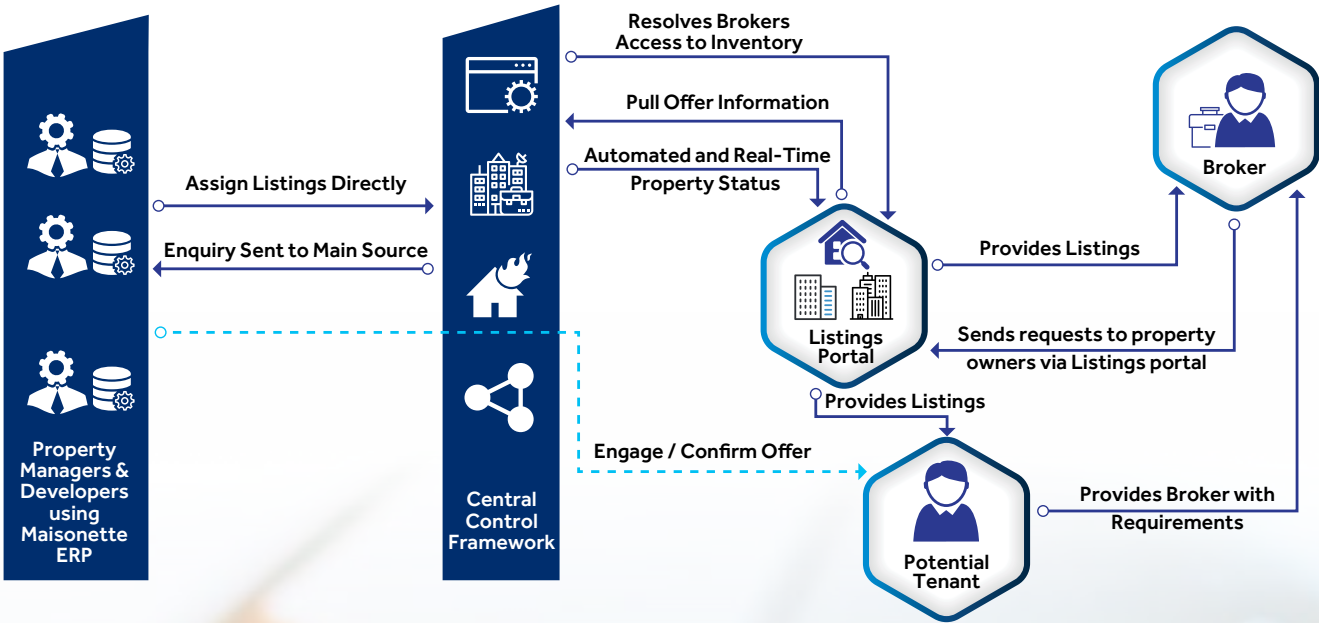 Resolves Brokers
Access to Inventory
Pull Offer Information
Automated and Real-Time
Property Status
Assign Listings Directly
Enquiry Sent to Main Source
Broker
Provides Listings
Sends requests to property
owners via Listings portal
Listings
Portal
Provides Listings
Engage / Confirm Offer
Property
Managers &
Developers
using
Maisonette
ERP
Central
Control
Framework
Provides Broker with
Requirements
Potential
Tenant